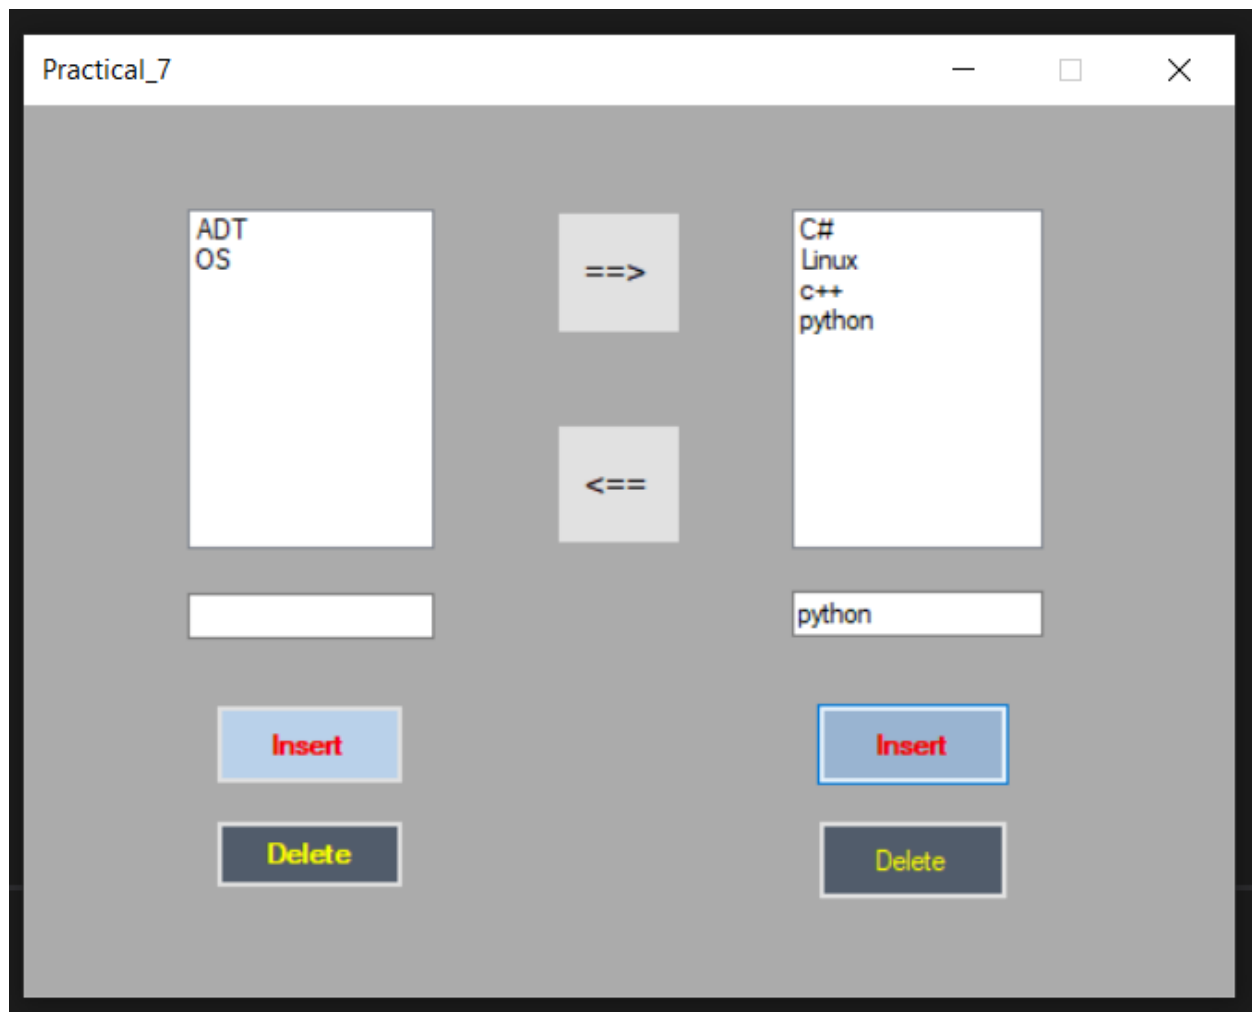 Practical_7
ADT
OS
==>
<==
C#
Linux
c++
python
python
Insert
Insert
Delete
Delete